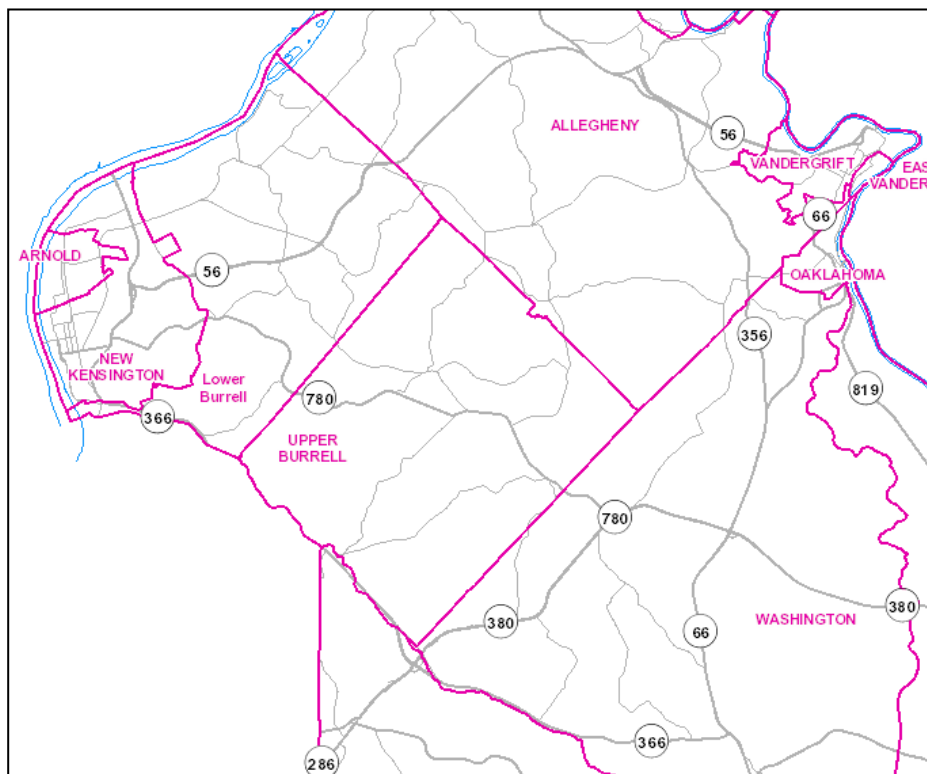 ALLEGHENY
56
VANDERGRIFT
EAS
VANDER
66
ARNOLD
56
OAKLAHOMA
356
NEW
KENSINGTON
Lower
Burrell
780
819
366
UPPER
BURRELL
780
380
380
WASHINGTON
66
366
286